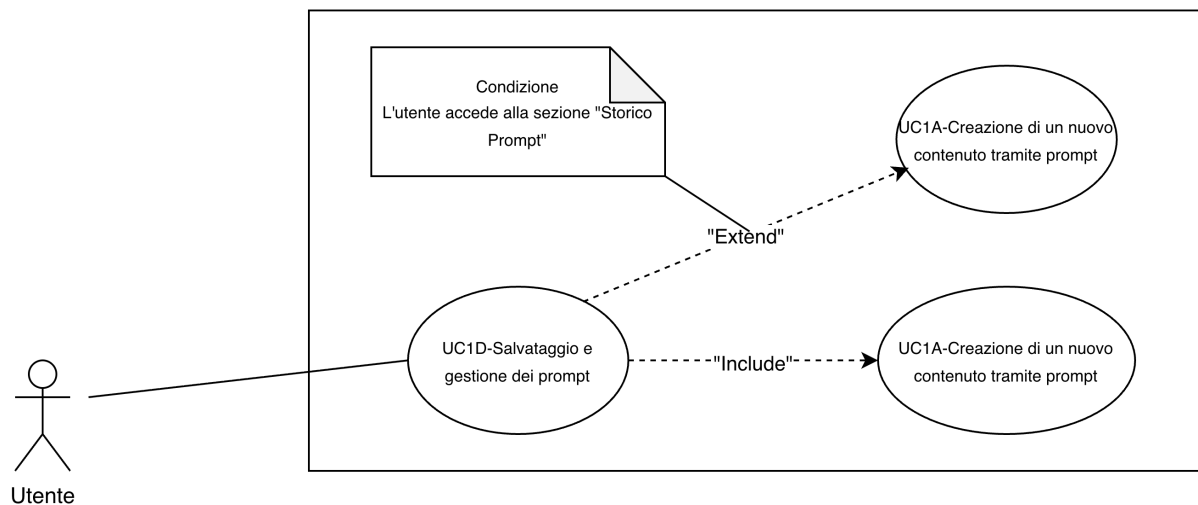 Condizione
L'utente accede alla sezione "Storico
Prompt"
UC1A-Creazione di un nuovo
contenuto tramite prompt
"Extend"
UC1D-Salvataggio e
gestione dei prompt
"Include"
UC1A-Creazione di un nuovo
contenuto tramite prompt
Utente